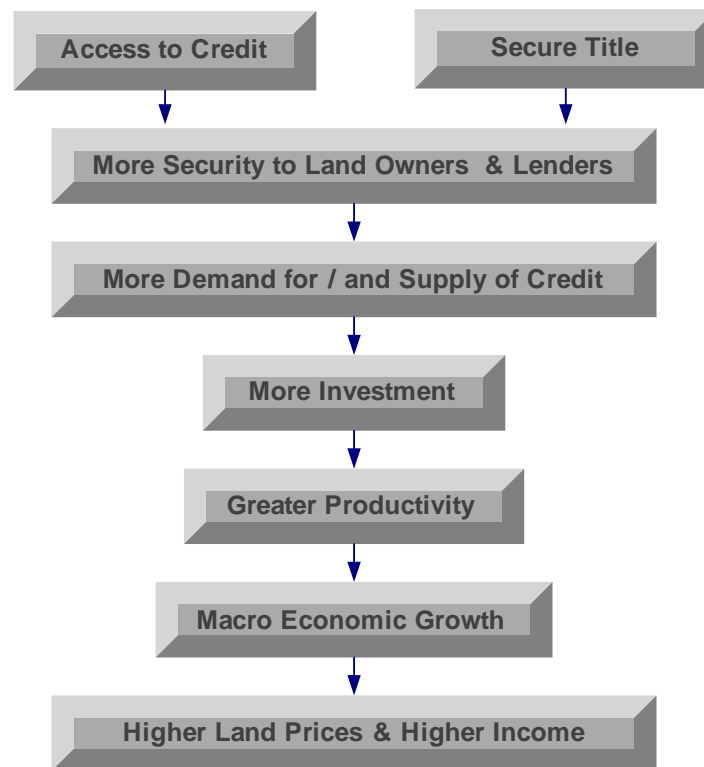 Access to Credit
Secure Title
More Security to Land Owners & Lenders
More Demand for / and Supply of Credit
More Investment
Greater Productivity
Macro Economic Growth
Higher Land Prices & Higher Income